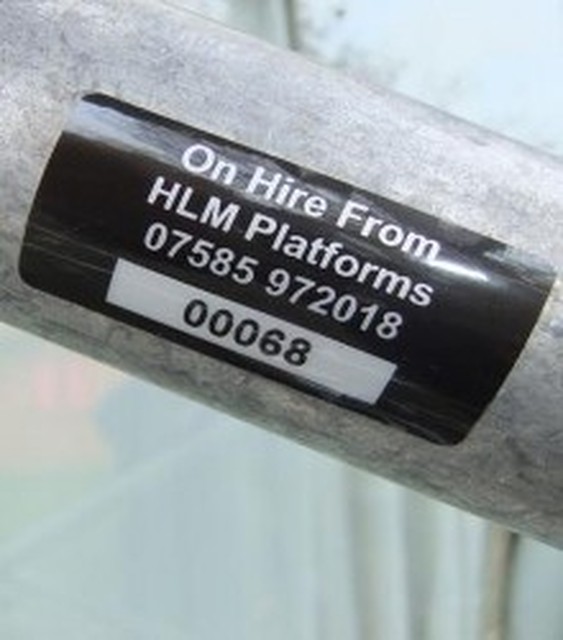 On Hire From
HLM Platforms
07585 972018
00068